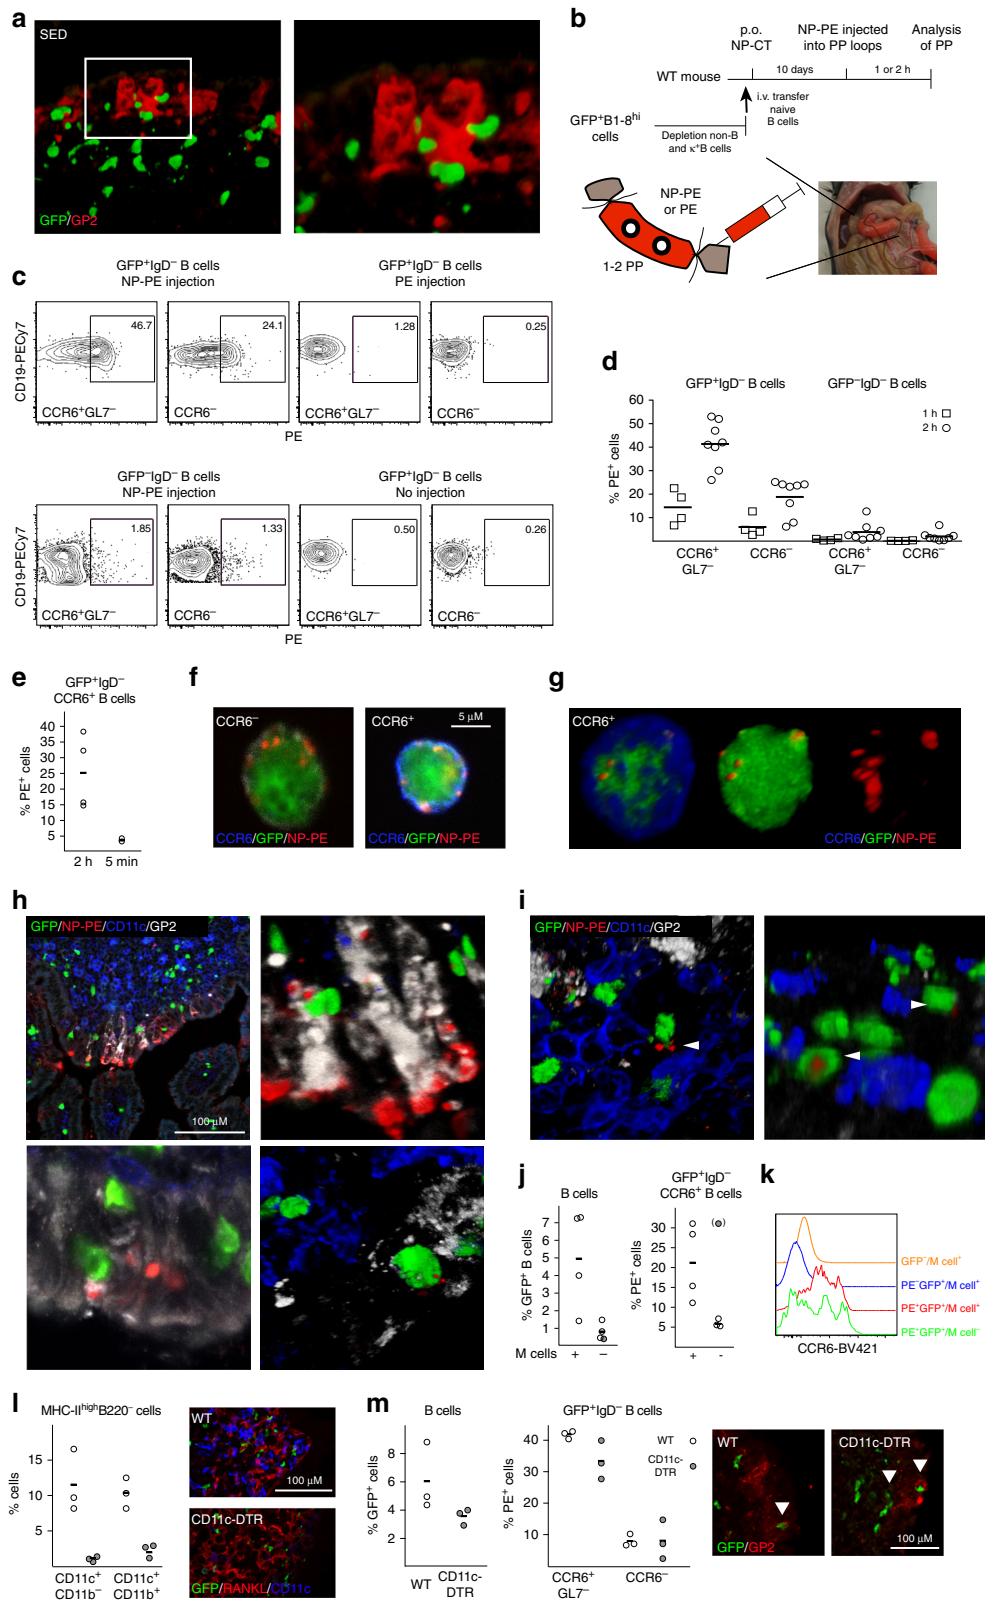 a
SED
GFP/GP2
b
p.o.
NP-CT
NP-PE injected
into PP loops
Analysis
of PP
WT mouse
10 days
1 or 2 h
i.v. transfer
naive
B cells
GFP⁺B1-8ʰⁱ
cells
Depletion non-B
and κ⁺B cells
NP-PE
or PE
1-2 PP
c
GFP⁺IgD⁻ B cells
NP-PE injection
GFP⁺IgD⁻ B cells
PE injection
CD19-PECy7
46.7
CCR6⁺GL7⁻
24.1
CCR6⁻
1.28
CCR6⁺GL7⁻
0.25
CCR6⁻
PE
GFP⁻IgD⁻ B cells
NP-PE injection
GFP⁺IgD⁻ B cells
No injection
CD19-PECy7
1.85
CCR6⁺GL7⁻
1.33
CCR6⁻
0.50
CCR6⁺GL7⁻
0.26
CCR6⁻
PE
d
GFP⁺IgD⁻ B cells
GFP⁻IgD⁻ B cells
% PE⁺ cells
60
50
40
30
20
10
1 h
2 h
CCR6⁺
GL7⁻
CCR6⁻
CCR6⁺
GL7⁻
CCR6⁻
e
GFP⁺IgD⁻
CCR6⁺ B cells
% PE⁺ cells
40
35
30
25
20
15
10
5
2 h
5 min
f
CCR6⁻
CCR6/GFP/NP-PE
CCR6⁺
5 µM
CCR6/GFP/NP-PE
g
CCR6⁺
CCR6/GFP/NP-PE
h
GFP/NP-PE/CD11c/GP2
100 µM
i
GFP/NP-PE/CD11c/GP2
j
B cells
% GFP⁺ B cells
7
6
5
4
3
2
1
M cells
+
−
GFP⁺IgD⁻
CCR6⁺ B cells
% PE⁺ cells
30
25
20
15
10
5
( )
+
-
k
GFP⁻/M cell⁺
PE⁻GFP⁺/M cell⁺
PE⁺GFP⁺/M cell⁺
PE⁺GFP⁺/M cell⁻
CCR6-BV421
l
MHC-IIʰⁱᵍʰB220⁻ cells
% cells
15
10
5
CD11c⁺
CD11b⁻
CD11c⁺
CD11b⁺
WT
100 µM
CD11c-DTR
GFP/RANKL/CD11c
m
B cells
% GFP⁺ cells
8
6
4
2
WT
CD11c-
DTR
GFP⁺IgD⁻ B cells
% PE⁺ cells
40
30
20
10
WT
CD11c-
DTR
CCR6⁺
GL7⁻
CCR6⁻
WT
GFP/GP2
CD11c-DTR
100 µM